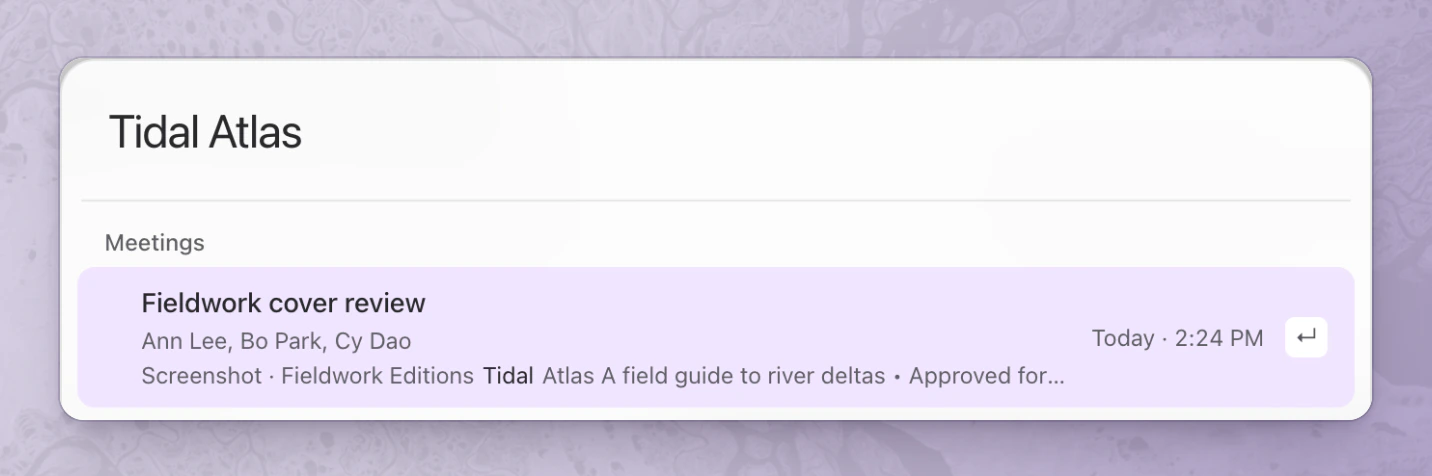 Tidal Atlas
Meetings
Fieldwork cover review
Ann Lee, Bo Park, Cy Dao
Today · 2:24 PM
Screenshot · Fieldwork Editions Tidal Atlas A field guide to river deltas • Approved for…